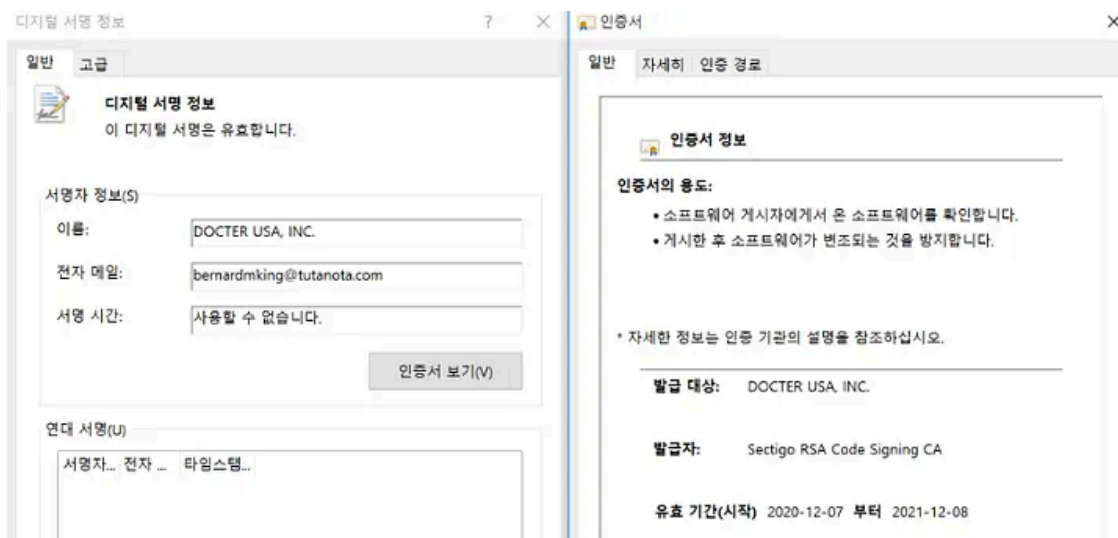 디지털 서명 정보
?
일반
고급
디지털 서명 정보
이 디지털 서명은 유효합니다.
서명자 정보(S)
이름: DOCTER USA, INC.
전자 메일: bernardmking@tutanota.com
서명 시간: 사용할 수 없습니다.
인증서 보기(V)
연대 서명(U)
서명자... 전자 ... 타임스탬...
인증서
일반 자세히 인증 경로
인증서 정보
인증서의 용도:
• 소프트웨어 게시자에게서 온 소프트웨어를 확인합니다.
• 게시한 후 소프트웨어가 변조되는 것을 방지합니다.
* 자세한 정보는 인증 기관의 설명을 참조하십시오.
발급 대상: DOCTER USA, INC.
발급자: Sectigo RSA Code Signing CA
유효 기간(시작) 2020-12-07 부터 2021-12-08